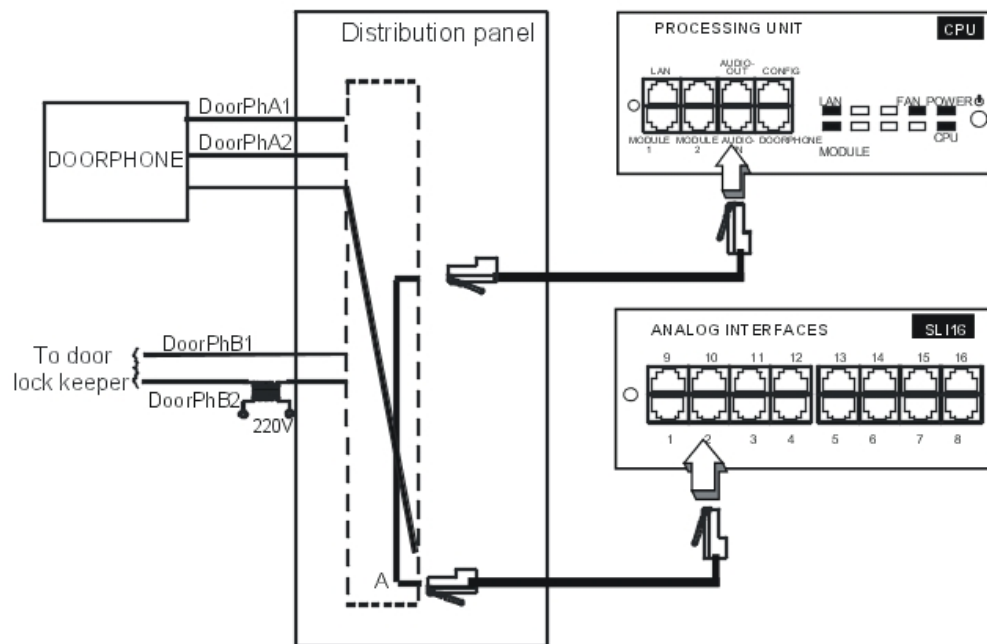 Distribution panel
DOORPHONE
DoorPhA1
DoorPhA2
To door
lock keeper
DoorPhB1
DoorPhB2
220V
A
PROCESSING UNIT
CPU
LAN
AUDIO-
OUT
CONFIG
MODULE
1
MODULE
2
AUDIO-
IN
DOORPHONE
LAN
FAN
POWER
CPU
MODULE
ANALOG INTERFACES
SLI16
9 10 11 12 13 14 15 16
1 2 3 4 5 6 7 8